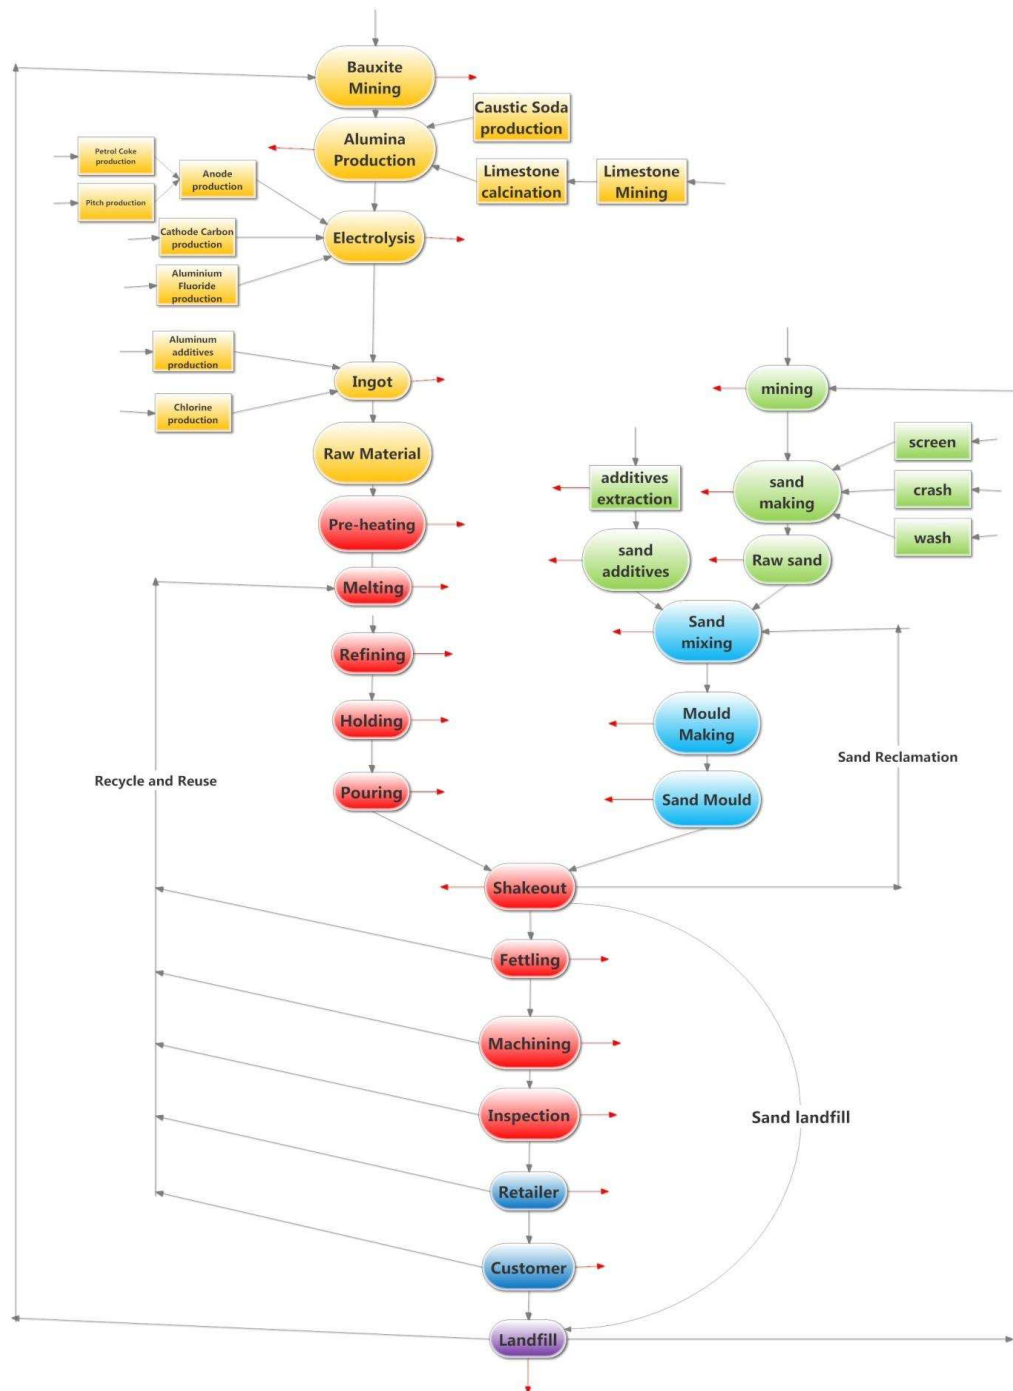 Bauxite
Mining
Caustic Soda
production
Alumina
Production
Petrol Coke
production
Anode
production
Pitch production
Limestone
calcination
Limestone
Mining
Cathode Carbon
production
Electrolysis
Aluminium
Fluoride
production
Aluminum
additives
production
Ingot
Chlorine
production
Raw Material
Pre-heating
Melting
Refining
Holding
Pouring
mining
screen
additives
extraction
sand
making
crash
wash
sand
additives
Raw sand
Sand
mixing
Mould
Making
Sand Mould
Sand Reclamation
Recycle and Reuse
Shakeout
Fettling
Machining
Inspection
Sand landfill
Retailer
Customer
Landfill